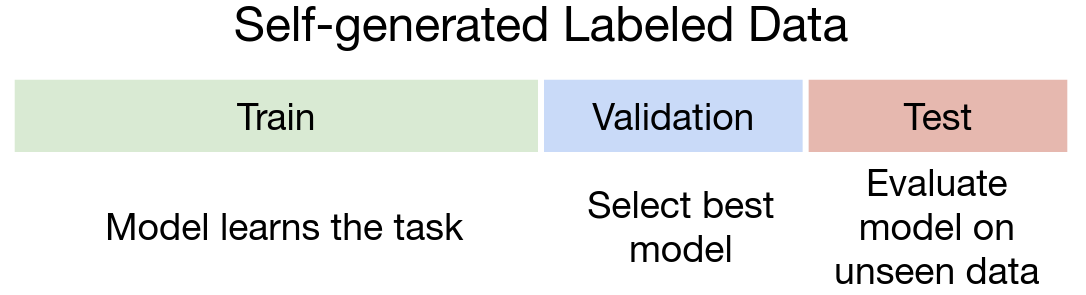 Self-generated Labeled Data
Train
Validation
Test
Model learns the task
Select best
model
Evaluate
model on
unseen data